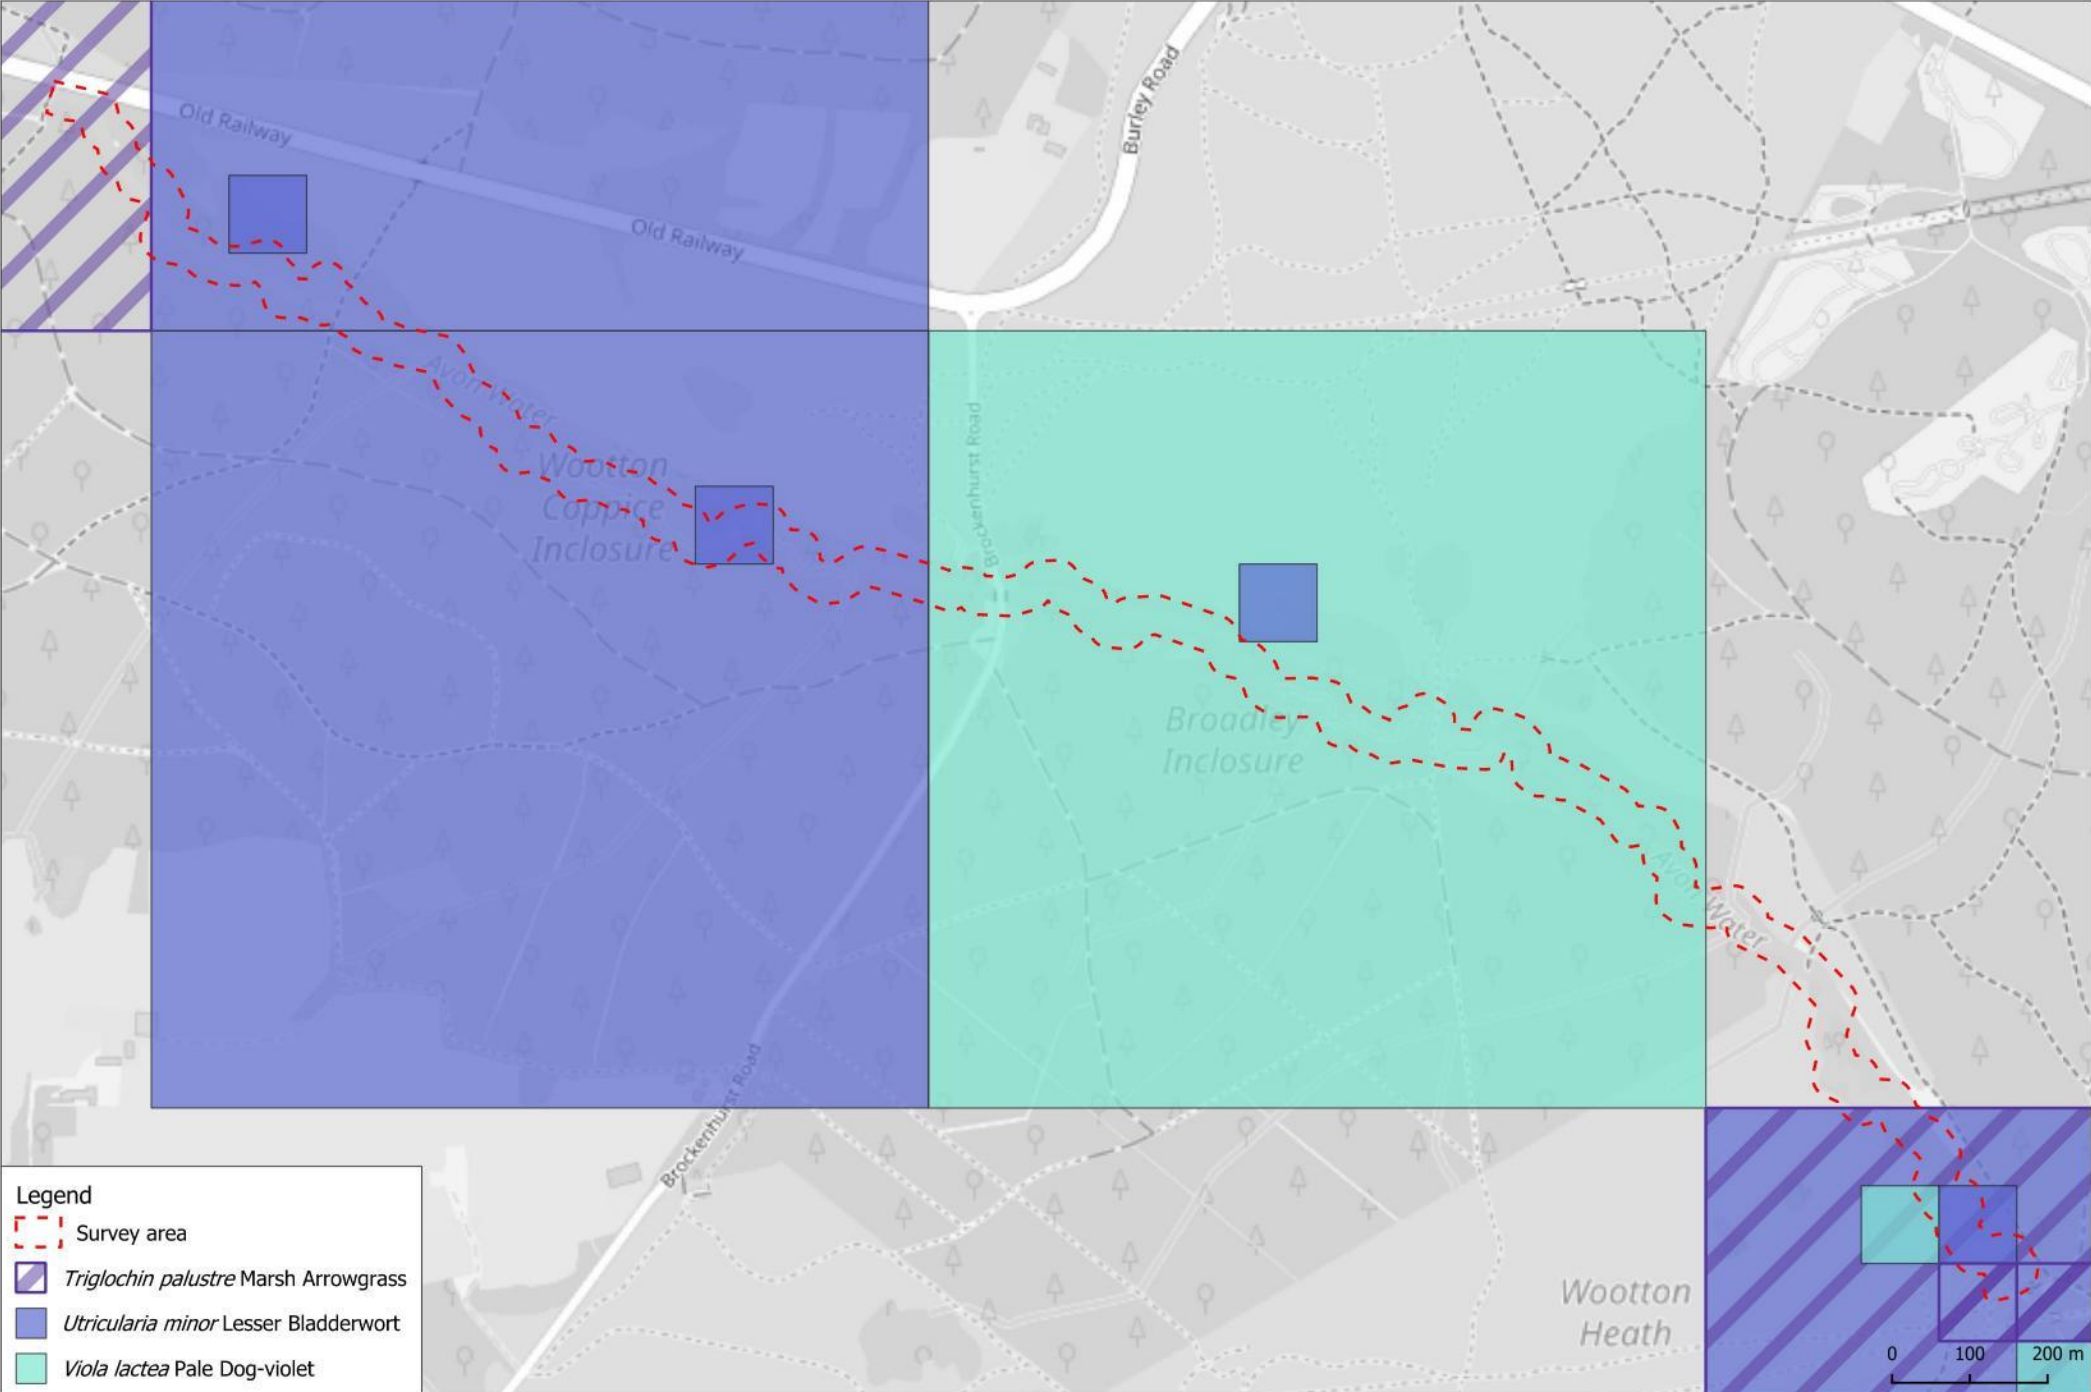 Old Railway
Burley Road
Old Railway
Avon Water
Brockenhurst Road
Wootton
Coppice
Inclosure
Broadley
Inclosure
Avon Water
Brockenhurst Road
Wootton
Heath
Legend
Survey area
Triglochin palustre Marsh Arrowgrass
Utricularia minor Lesser Bladderwort
Viola lactea Pale Dog-violet
0 100 200 m